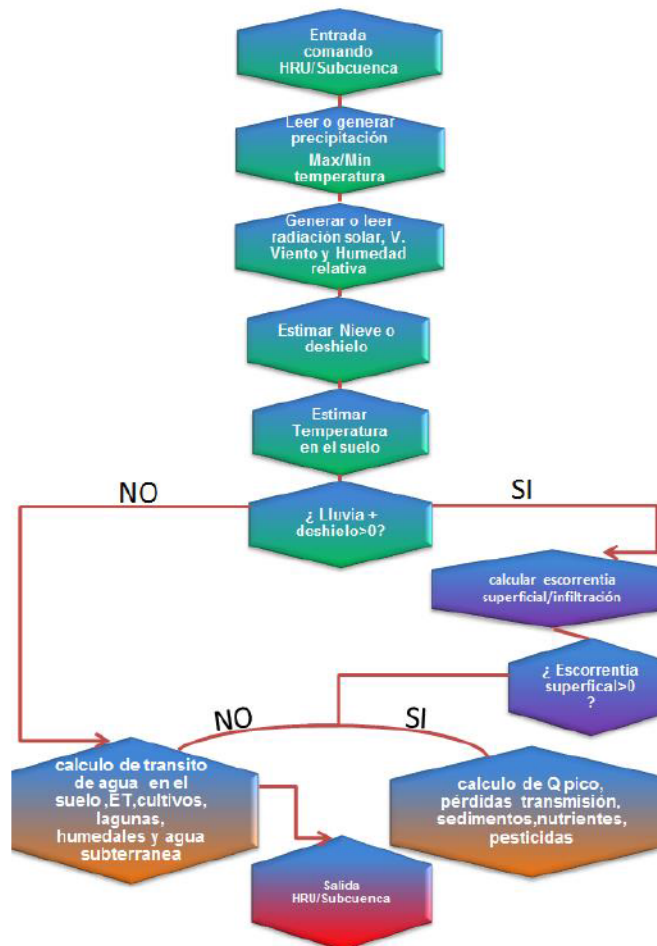 Entrada
comando
HRU/Subcuenca
Leer o generar
precipitación
Max/Min
temperatura
Generar o leer
radiación solar, V.
Viento y Humedad
relativa
Estimar Nieve o
deshielo
Estimar
Temperatura
en el suelo
NO
SI
¿ Lluvia +
deshielo>0?
calcular escorrentia
superficial/infiltración
¿ Escorrentia
superfical>0
?
NO
SI
calculo de transito
de agua en el
suelo ,ET,cultivos,
lagunas,
humedales y agua
subterranea
calculo de Q pico,
pérdidas transmisión,
sedimentos,nutrientes,
pesticidas
Salida
HRU/Subcuenca